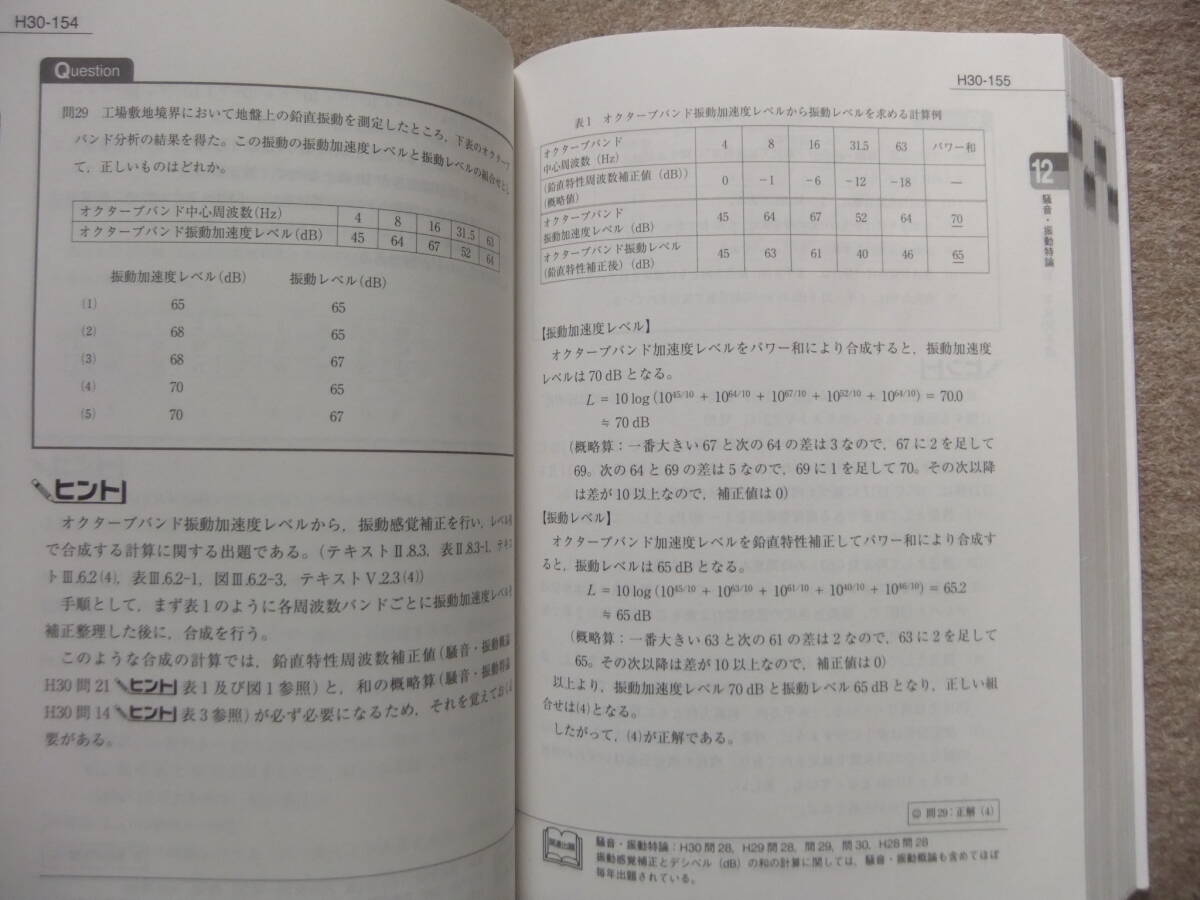 H30-154
Question
問29 工場敷地境界において地盤上の鉛直振動を測定したところ，下表のオクターブ
バンド分析の結果を得た。この振動の振動加速度レベルと振動レベルの組合せとし
て，正しいものはどれか。
オクターブバンド中心周波数(Hz) 4 8 16 31.5 63
オクターブバンド振動加速度レベル(dB) 45 64 67 52 64
振動加速度レベル(dB) 振動レベル(dB)
(1) 65 65
(2) 68 65
(3) 68 67
(4) 70 65
(5) 70 67
ヒント
オクターブバンド振動加速度レベルから，振動感覚補正を行い，レベル
で合成する計算に関する出題である。(テキストⅡ.8.3，表Ⅱ.8.3-1，テキス
トⅢ.6.2(4)，表Ⅲ.6.2-1，図Ⅲ.6.2-3，テキストⅤ.2.3(4))
手順として，まず表1のように各周波数バンドごとに振動加速度レベルを
補正整理した後に，合成を行う。
このような合成の計算では，鉛直特性周波数補正値(騒音・振動概論
H30問21 ヒント 表1及び図1参照)と，和の概略算(騒音・振動特論
H30問14 ヒント 表3参照)が必ず必要になるため，それを覚えておく必
要がある。
H30-155
表1 オクターブバンド振動加速度レベルから振動レベルを求める計算例
オクターブバンド
中心周波数(Hz) 4 8 16 31.5 63 パワー和
(鉛直特性周波数補正値(dB))
(概略値) 0 −1 −6 −12 −18 —
オクターブバンド
振動加速度レベル(dB) 45 64 67 52 64 70
オクターブバンド振動レベル
(鉛直特性補正後)(dB) 45 63 61 40 46 65
12
騒音・振動特論
【振動加速度レベル】
オクターブバンド加速度レベルをパワー和により合成すると，振動加速度
レベルは70 dBとなる。
L = 10 log (10^45/10 + 10^64/10 + 10^67/10 + 10^52/10 + 10^64/10) = 70.0
≒ 70 dB
(概略算：一番大きい67と次の64の差は3なので，67に2を足して
69。次の64と69の差は5なので，69に1を足して70。その次以降
は差が10以上なので，補正値は0)
【振動レベル】
オクターブバンド加速度レベルを鉛直特性補正してパワー和により合成す
ると，振動レベルは65 dBとなる。
L = 10 log (10^45/10 + 10^63/10 + 10^61/10 + 10^40/10 + 10^46/10) = 65.2
≒ 65 dB
(概略算：一番大きい63と次の61の差は2なので，63に2を足して
65。その次以降は差が10以上なので，補正値は0)
以上より，振動加速度レベル70 dBと振動レベル65 dBとなり，正しい組
合せは(4)となる。
したがって，(4)が正解である。
問29：正解(4)
関連出題
騒音・振動特論：H30問28，H29問28，問29，問30，H28問28
振動感覚補正とデシベル(dB)の和の計算に関しては，騒音・振動概論も含めてほぼ
毎年出題されている。